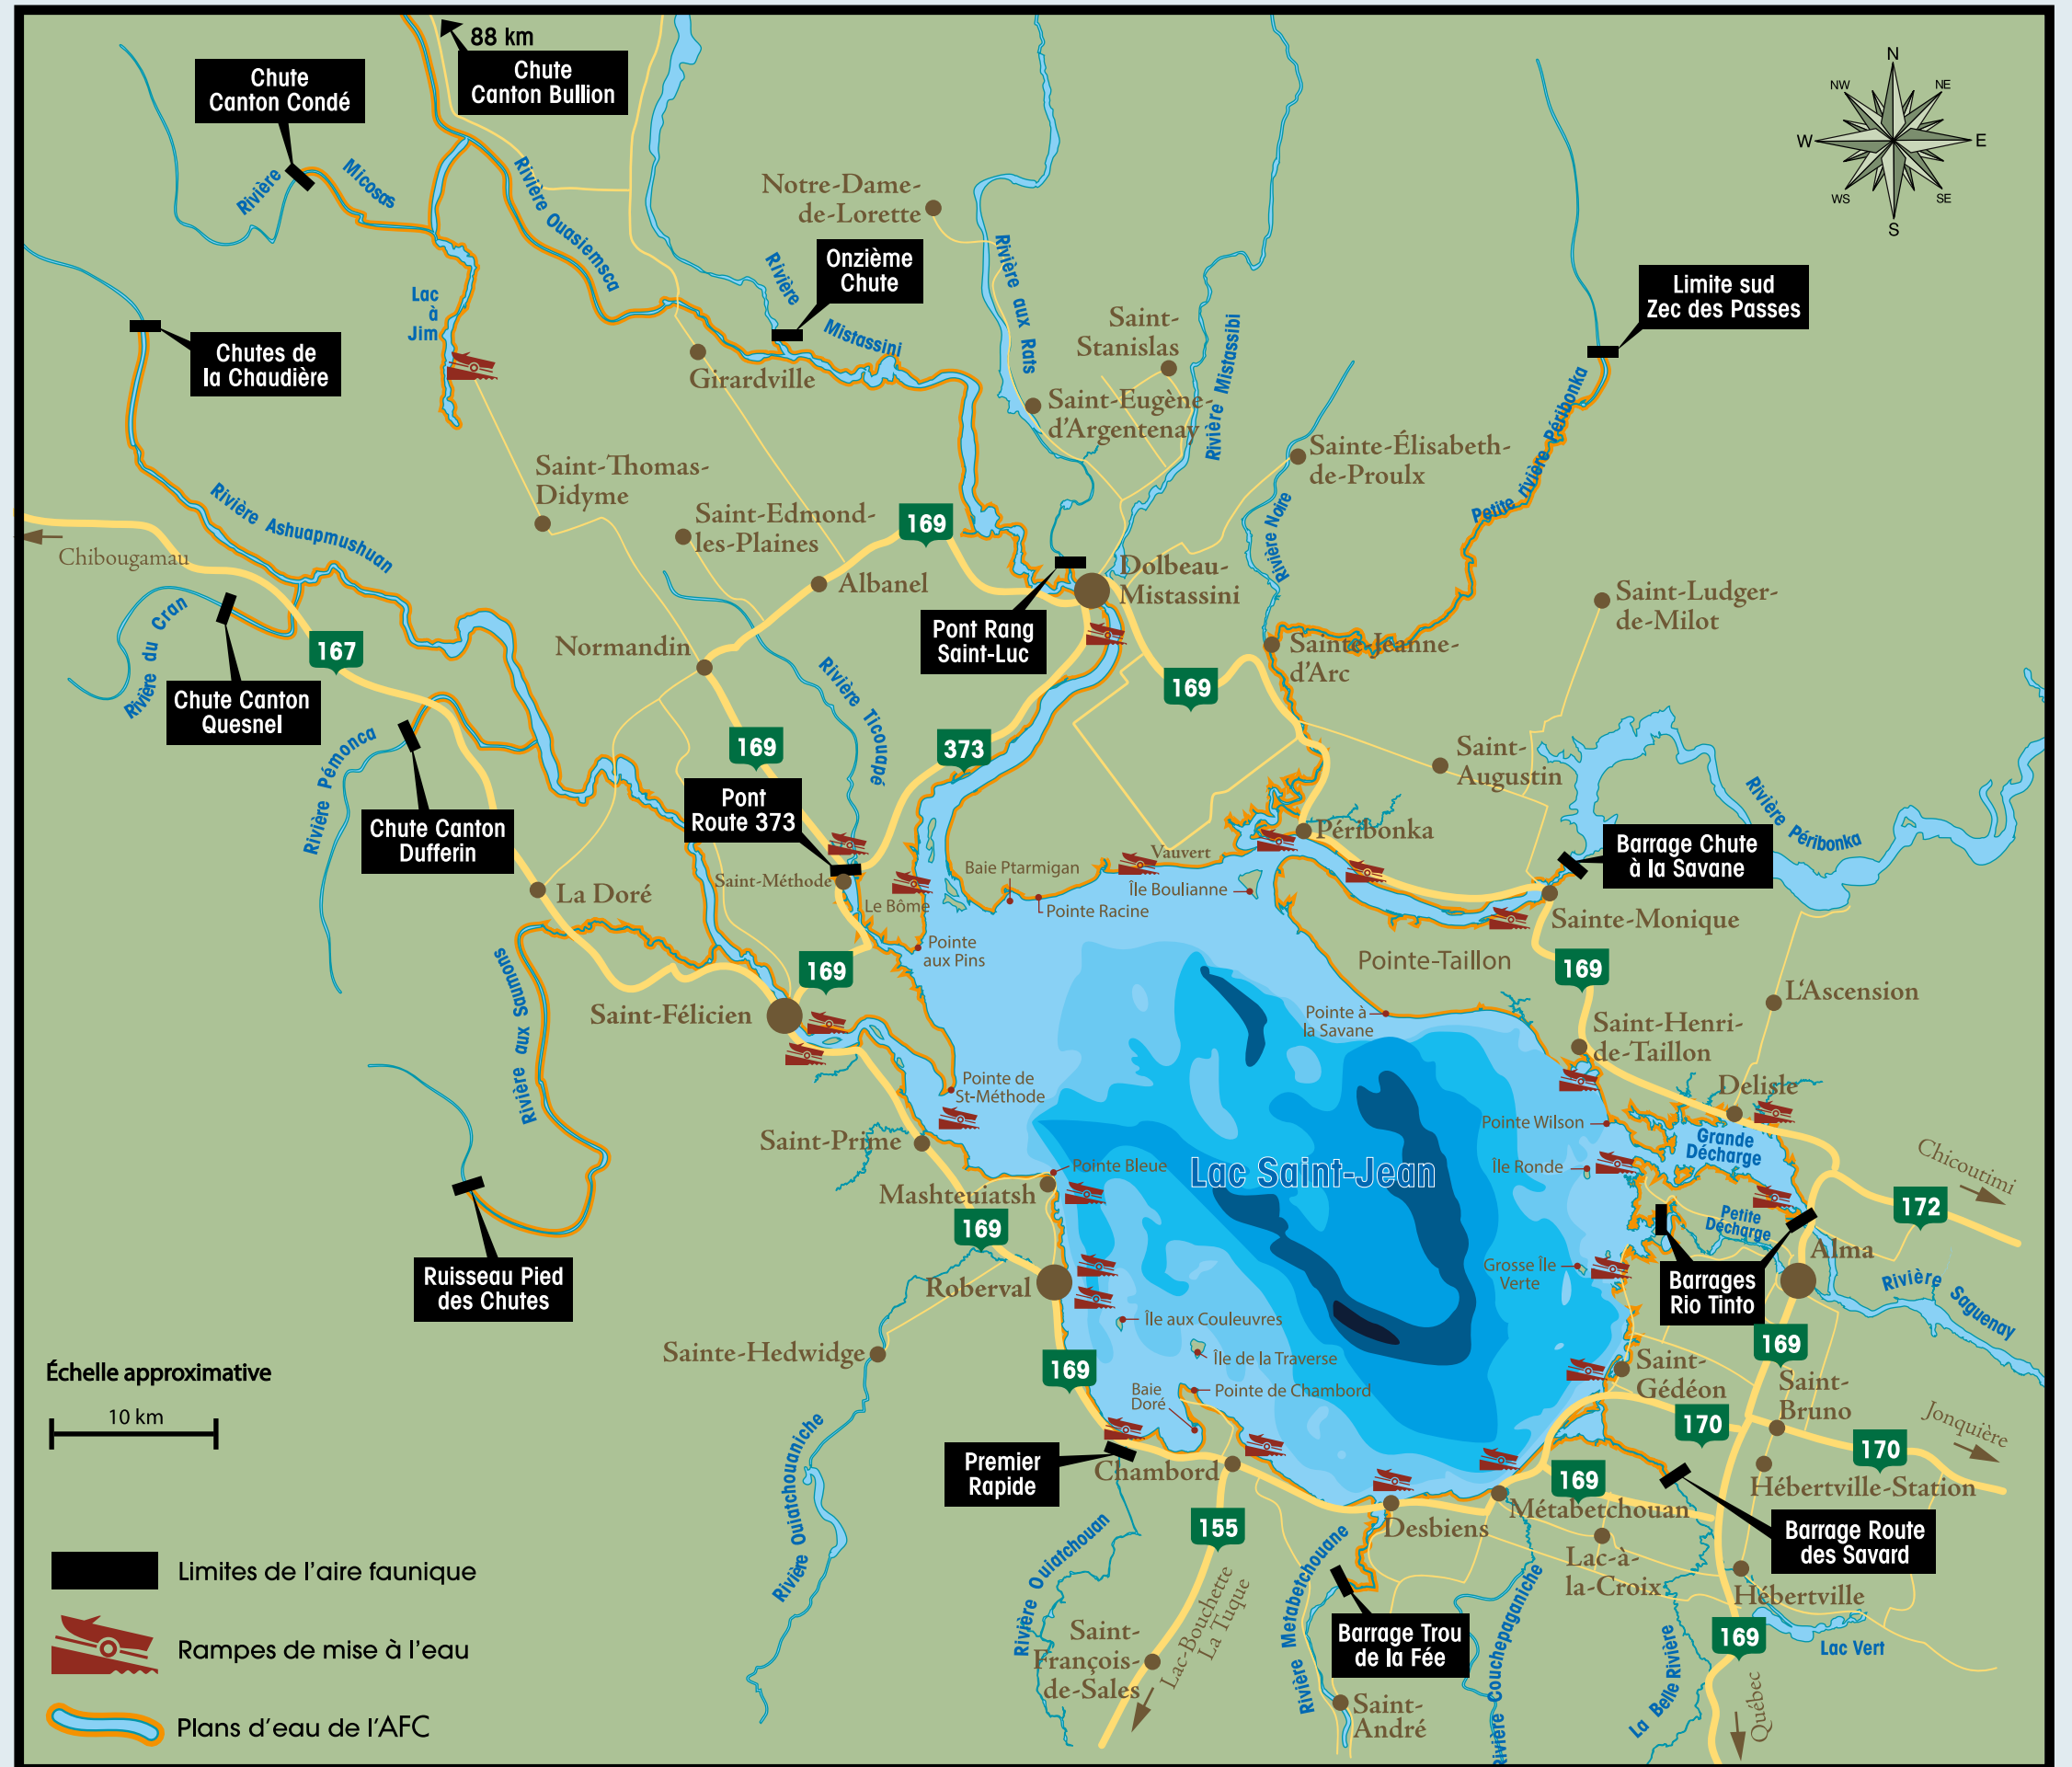 88 km
Chute
Canton Bullion
Chute
Canton Condé
N
NW
NE
W
E
WS
SE
S
Rivière
Micosas
Rivière Ouasiemsca
Notre-Dame-
de-Lorette
Rivière
Onzième
Chute
Mistassini
Rivière aux Rats
Saint-
Stanislas
Rivière Mistassibi
Limite sud
Zec des Passes
Lac
à
Jim
Chutes de
la Chaudière
Girardville
Saint-Eugène-
d'Argentenay
Sainte-Élisabeth-
de-Proulx
Petite rivière Péribonka
Saint-Thomas-
Didyme
Saint-Edmond-
les-Plaines
169
Rivière Noire
Rivière Ashuapmushuan
Chibougamau
Albanel
Dolbeau-
Mistassini
Saint-Ludger-
de-Milot
Rivière du Cran
Pont Rang
Saint-Luc
Normandin
167
Sainte-Jeanne-
d'Arc
Chute Canton
Quesnel
Rivière Ticouapé
169
Rivière Pémonca
169
373
Saint-
Augustin
Rivière Péribonka
Pont
Route 373
Chute Canton
Dufferin
Péribonka
Barrage Chute
à la Savane
Vauvert
Baie Ptarmigan
Saint-Méthode
Île Boulianne
La Doré
Le Bôme
Pointe Racine
Sainte-Monique
Pointe
aux Pins
Pointe-Taillon
169
169
Rivière aux Saumons
L'Ascension
Saint-Félicien
Pointe à
la Savane
Saint-Henri-
de-Taillon
Pointe de
St-Méthode
Delisle
Pointe Wilson
Saint-Prime
Grande
Décharge
Chicoutimi
Pointe Bleue
Lac Saint-Jean
Île Ronde
Mashteuiatsh
172
169
Petite
Décharge
Alma
Ruisseau Pied
des Chutes
Roberval
Grosse Île
Verte
Barrages
Rio Tinto
Rivière Saguenay
Île aux Couleuvres
Sainte-Hedwidge
169
Île de la Traverse
169
Échelle approximative
10 km
Baie
Doré
Pointe de Chambord
Saint-
Gédéon
Saint-
Bruno
Jonquière
170
170
Rivière Ouiatchouaniche
Premier
Rapide
Chambord
169
Hébertville-Station
155
Desbiens
Métabetchouan
Barrage Route
des Savard
Limites de l'aire faunique
Rivière Ouiatchouan
Lac-Bouchette
La Tuque
Rivière Metabetchouane
Rivière Couchepaganiche
Lac-à-
la-Croix
Hébertville
Rampes de mise à l'eau
Saint-
François-
de-Sales
Barrage Trou
de la Fée
169
Lac Vert
La Belle Rivière
Québec
Plans d'eau de l'AFC
Saint-
André